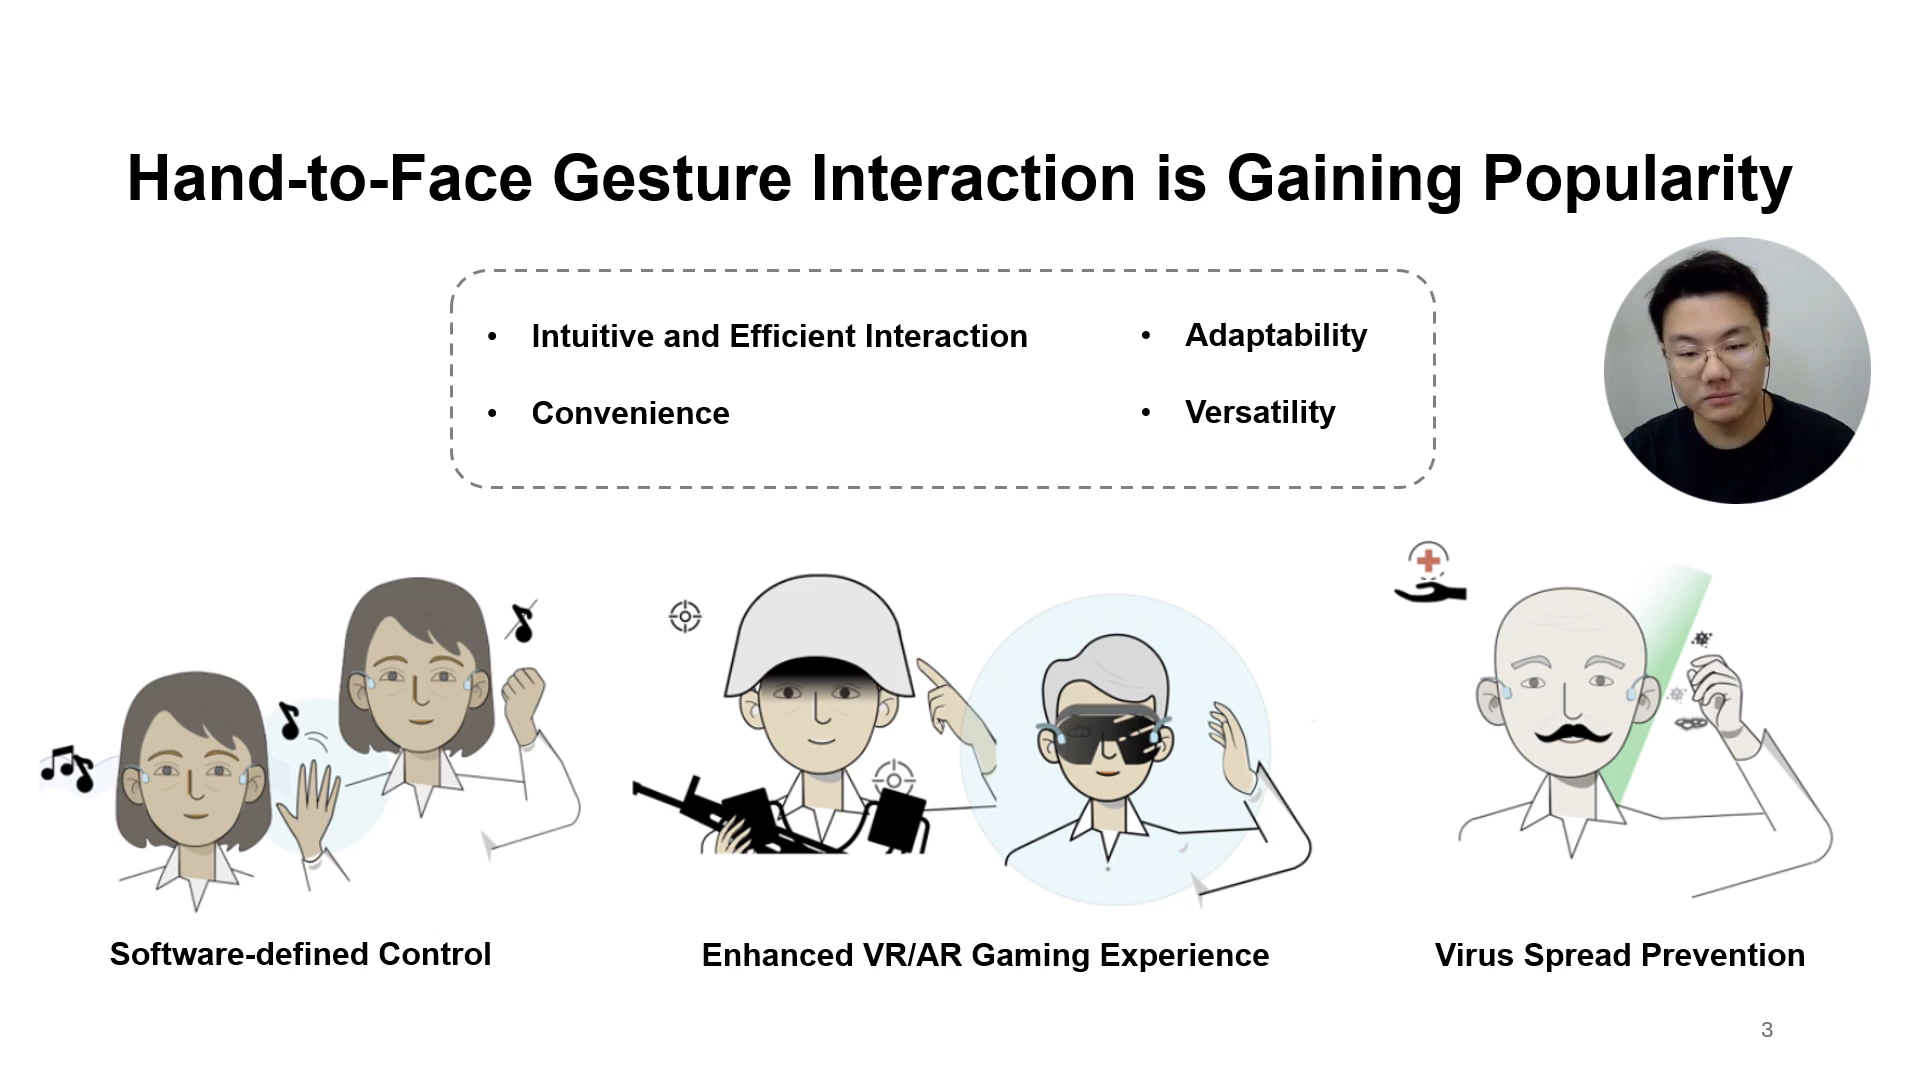 Hand-to-Face Gesture Interaction is Gaining Popularity
• Intuitive and Efficient Interaction
• Convenience
• Adaptability
• Versatility
Software-defined Control
Enhanced VR/AR Gaming Experience
Virus Spread Prevention
3